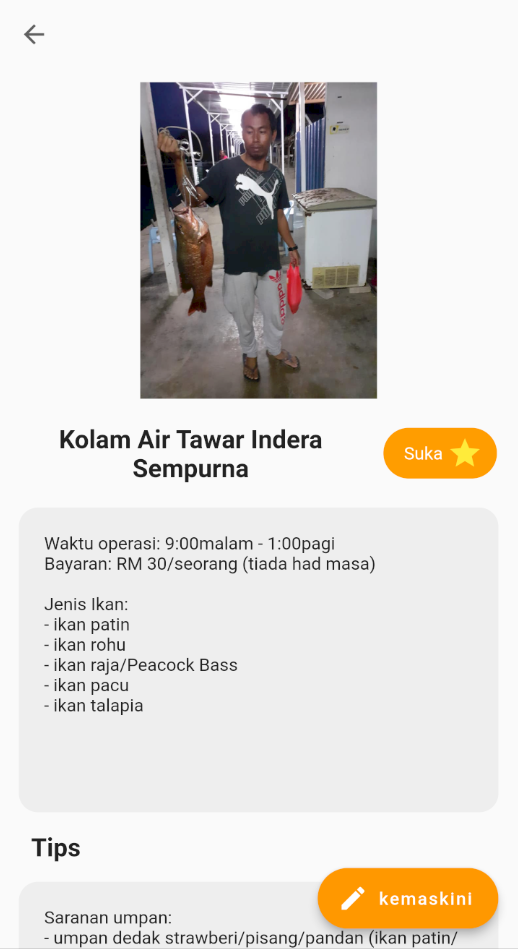 Kolam Air Tawar Indera
Sempurna
Suka
Waktu operasi: 9:00malam - 1:00pagi
Bayaran: RM 30/seorang (tiada had masa)
Jenis Ikan:
- ikan patin
- ikan rohu
- ikan raja/Peacock Bass
- ikan pacu
- ikan talapia
Tips
kemaskini
Saranan umpan:
- umpan dedak strawberi/pisang/pandan (ikan patin/